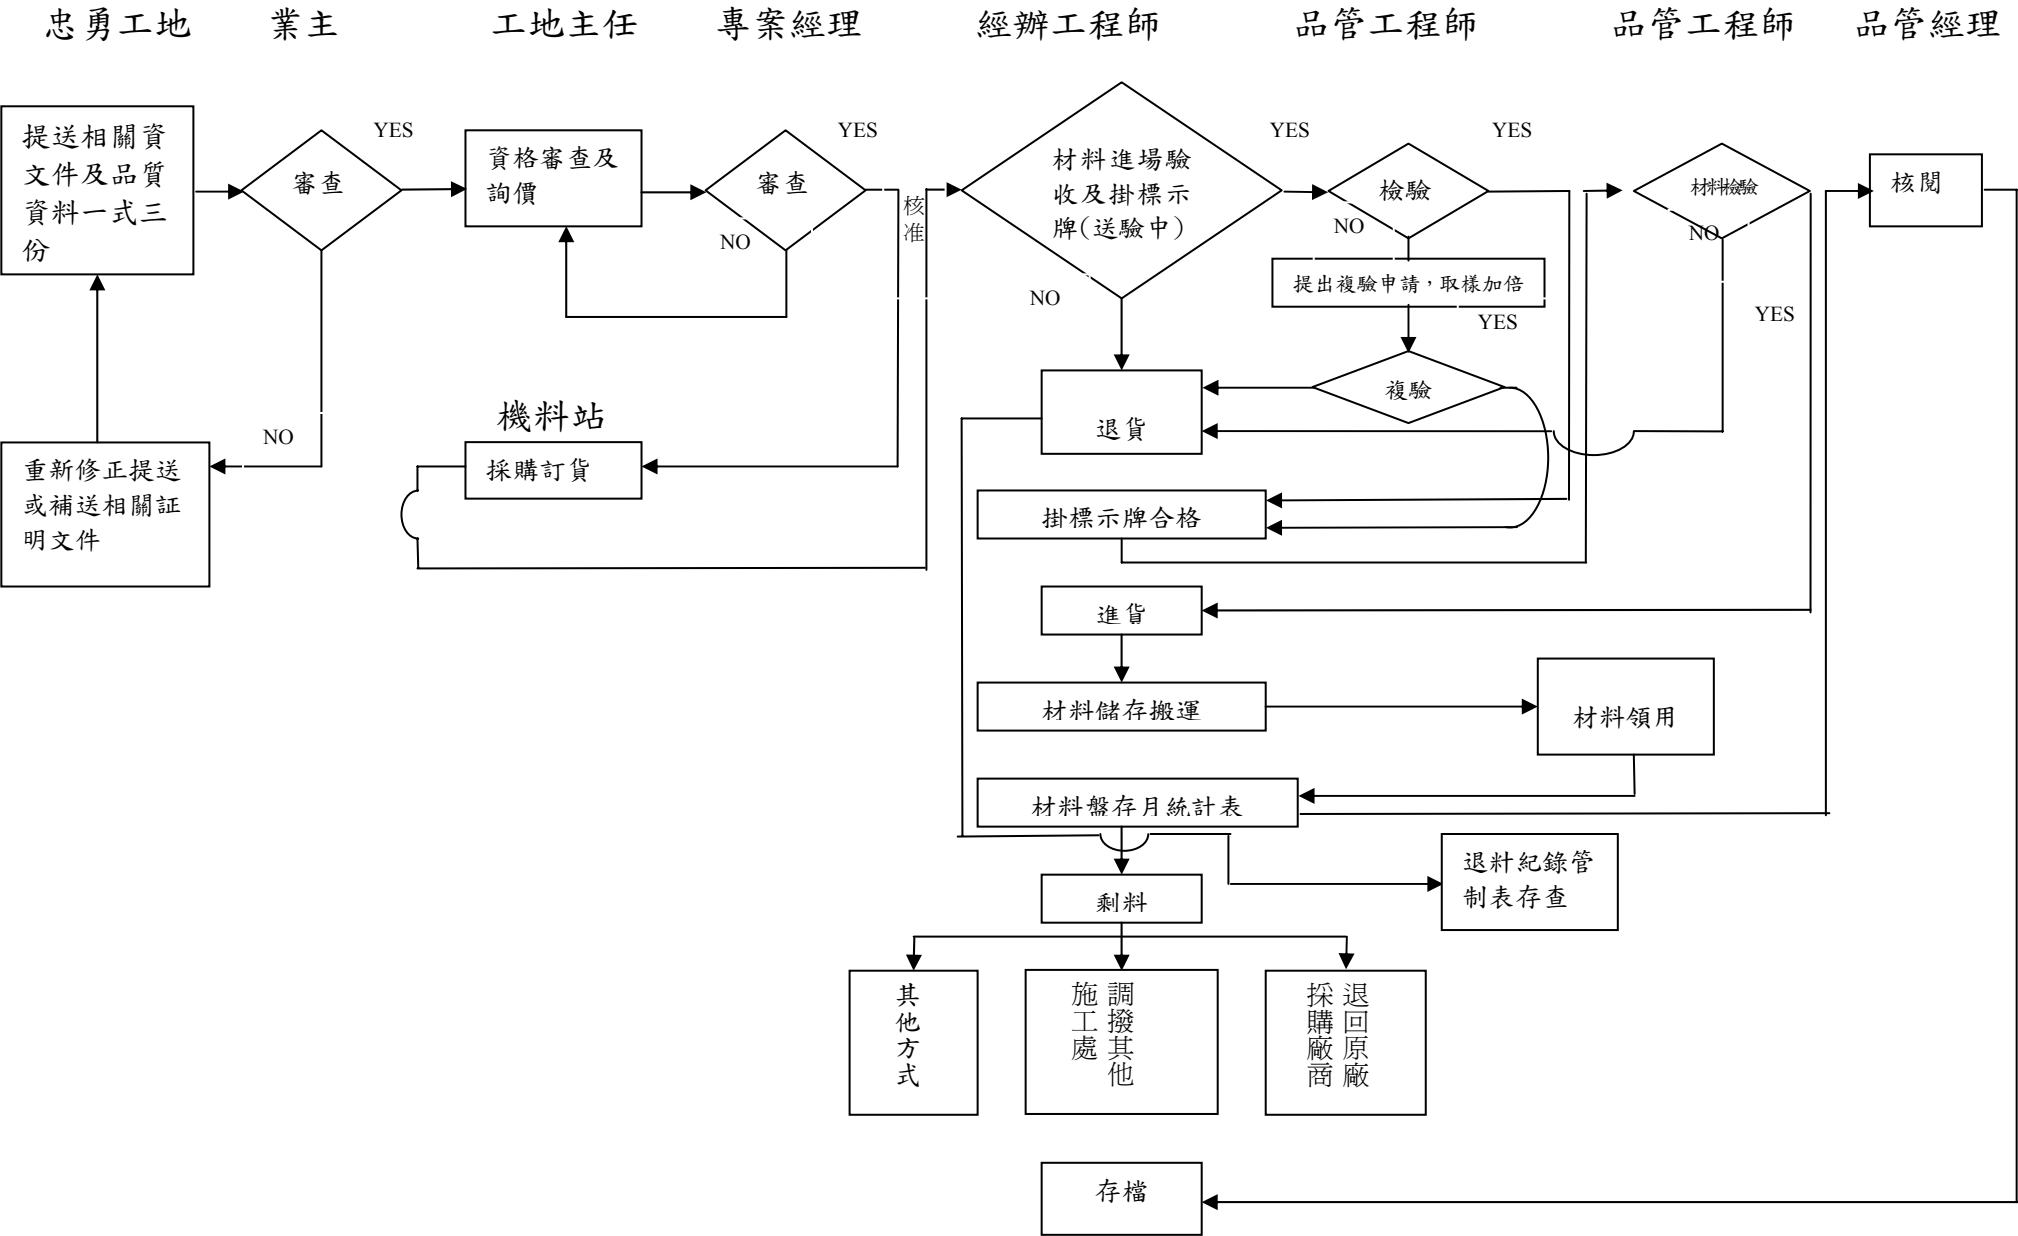 忠勇工地
業主
工地主任
專案經理
經辦工程師
品管工程師
品管工程師
品管經理
提送相關資
文件及品質
資料一式三
份
審查
YES
NO
資格審查及
詢價
審查
YES
NO
核
准
材料進場驗
收及掛標示
牌(送驗中)
YES
NO
檢驗
YES
NO
材料檢驗
NO
YES
核閱
提出複驗申請，取樣加倍
YES
複驗
退貨
機料站
採購訂貨
重新修正提送
或補送相關証
明文件
掛標示牌合格
進貨
材料儲存搬運
材料領用
材料盤存月統計表
退料紀錄管
制表存查
剩料
其他方式
調撥其他
施工處
退回原廠
採購廠商
存檔